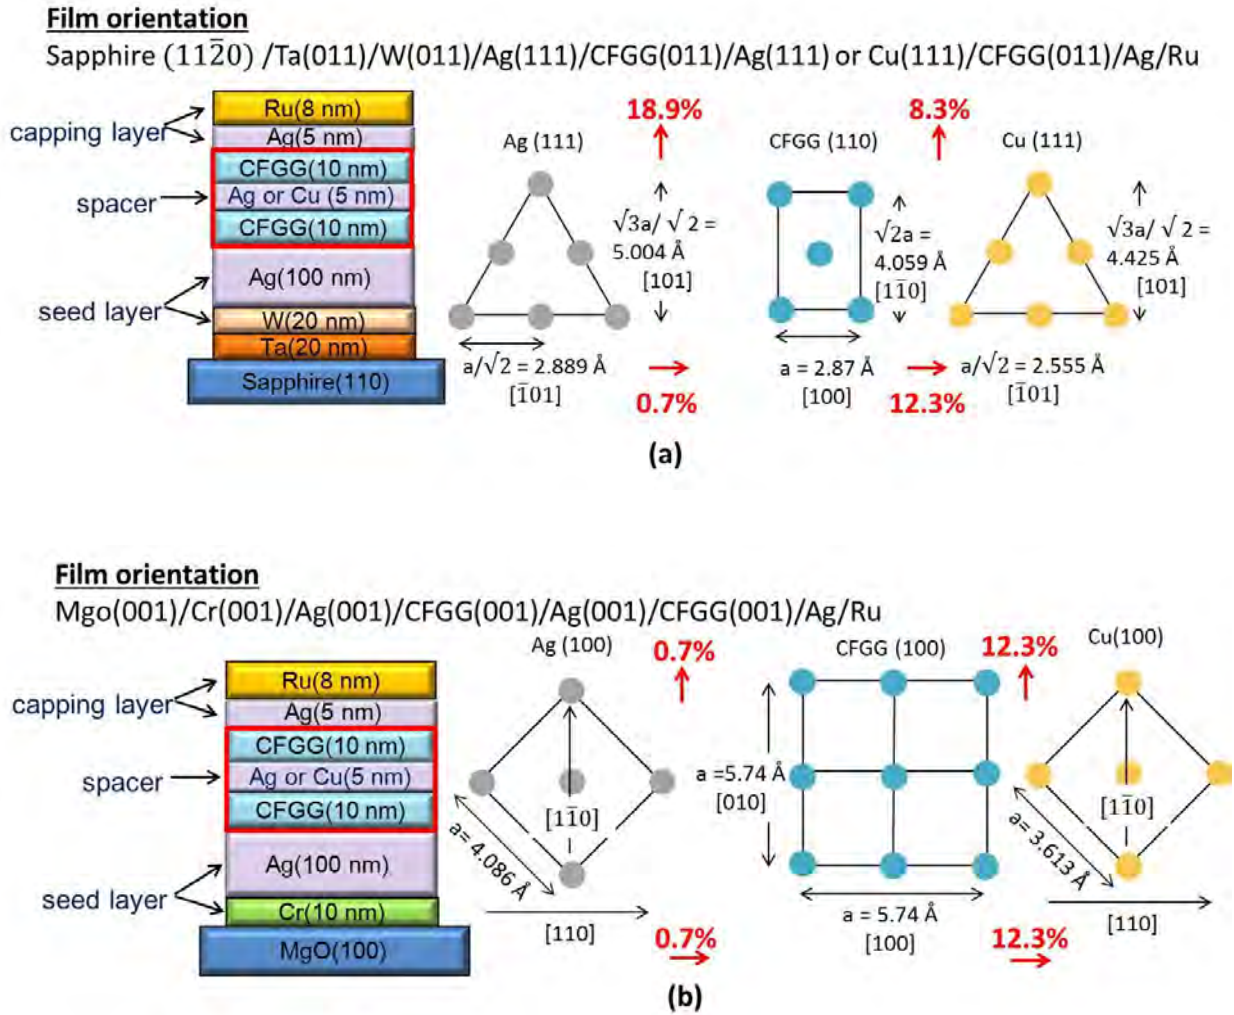 Film orientation
Sapphire (112̅0) /Ta(011)/W(011)/Ag(111)/CFGG(011)/Ag(111) or Cu(111)/CFGG(011)/Ag/Ru
Ru(8 nm)
capping layer
Ag(5 nm)
CFGG(10 nm)
spacer
Ag or Cu (5 nm)
CFGG(10 nm)
Ag(100 nm)
seed layer
W(20 nm)
Ta(20 nm)
Sapphire(110)
Ag (111)
18.9%
√3a/ √2 =
5.004 Å
[101]
a/√2 = 2.889 Å
[1̅01]
0.7%
CFGG (110)
8.3%
√2a =
4.059 Å
[11̅0]
a = 2.87 Å
[100]
12.3%
Cu (111)
√3a/ √2 =
4.425 Å
[101]
a/√2 = 2.555 Å
[1̅01]
(a)
Film orientation
Mgo(001)/Cr(001)/Ag(001)/CFGG(001)/Ag(001)/CFGG(001)/Ag/Ru
Ru(8 nm)
capping layer
Ag(5 nm)
CFGG(10 nm)
spacer
Ag or Cu(5 nm)
CFGG(10 nm)
Ag(100 nm)
seed layer
Cr(10 nm)
MgO(100)
Ag (100)
0.7%
[11̅0]
a= 4.086 Å
[110]
0.7%
CFGG (100)
12.3%
a =5.74 Å
[010]
a = 5.74 Å
[100]
12.3%
Cu(100)
[11̅0]
a= 3.613 Å
[110]
(b)